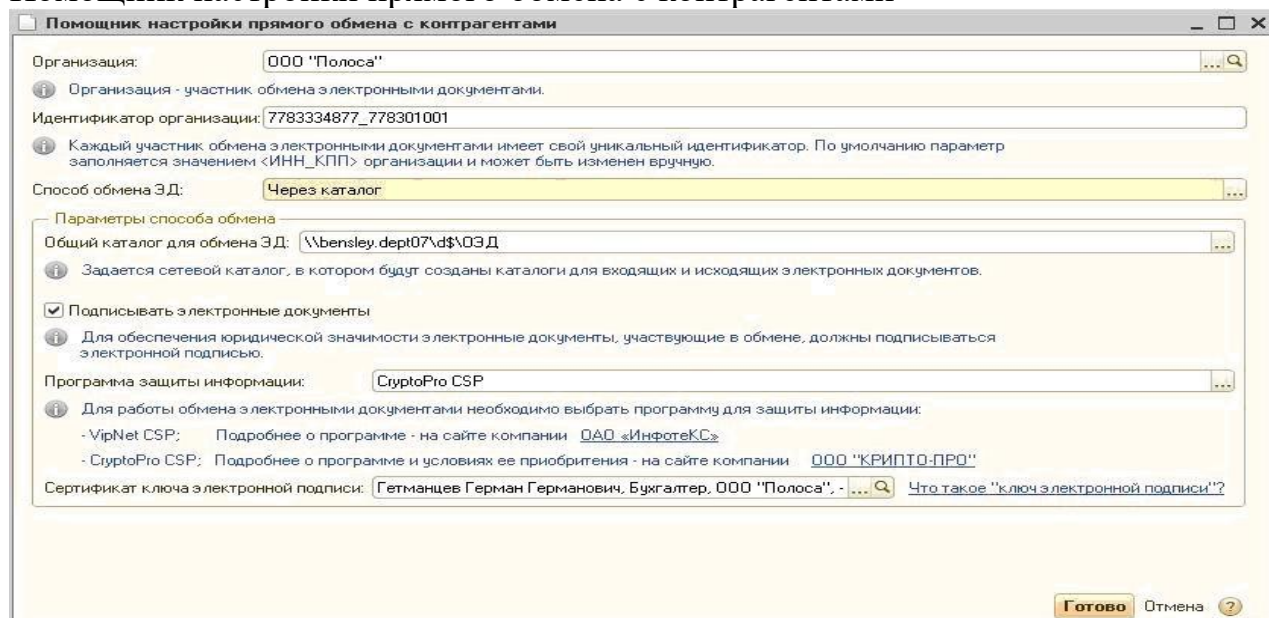 Помощник настройки прямого обмена с контрагентами
Помощник настройки прямого обмена с контрагентами
Организация: ООО "Полоса" ...
Организация - участник обмена электронными документами.
Идентификатор организации: 7783334877_778301001
Каждый участник обмена электронными документами имеет свой уникальный идентификатор. По умолчанию параметр
заполняется значением <ИНН_КПП> организации и может быть изменен вручную.
Способ обмена ЭД: Через каталог ...
Параметры способа обмена
Общий каталог для обмена ЭД: \\bensley.dept07\d$\ОЭД ...
Задается сетевой каталог, в котором будут созданы каталоги для входящих и исходящих электронных документов.
Подписывать электронные документы
Для обеспечения юридической значимости электронные документы, участвующие в обмене, должны подписываться
электронной подписью.
Программа защиты информации: CryptoPro CSP ...
Для работы обмена электронными документами необходимо выбрать программу для защиты информации:
- VipNet CSP; Подробнее о программе - на сайте компании ОАО «ИнфотеКС»
- CryptoPro CSP; Подробнее о программе и условиях ее приобритения - на сайте компании ООО "КРИПТО-ПРО"
Сертификат ключа электронной подписи: Гетманцев Герман Германович, Бухгалтер, ООО "Полоса", - ... Что такое "ключ электронной подписи"?
Готово Отмена ?